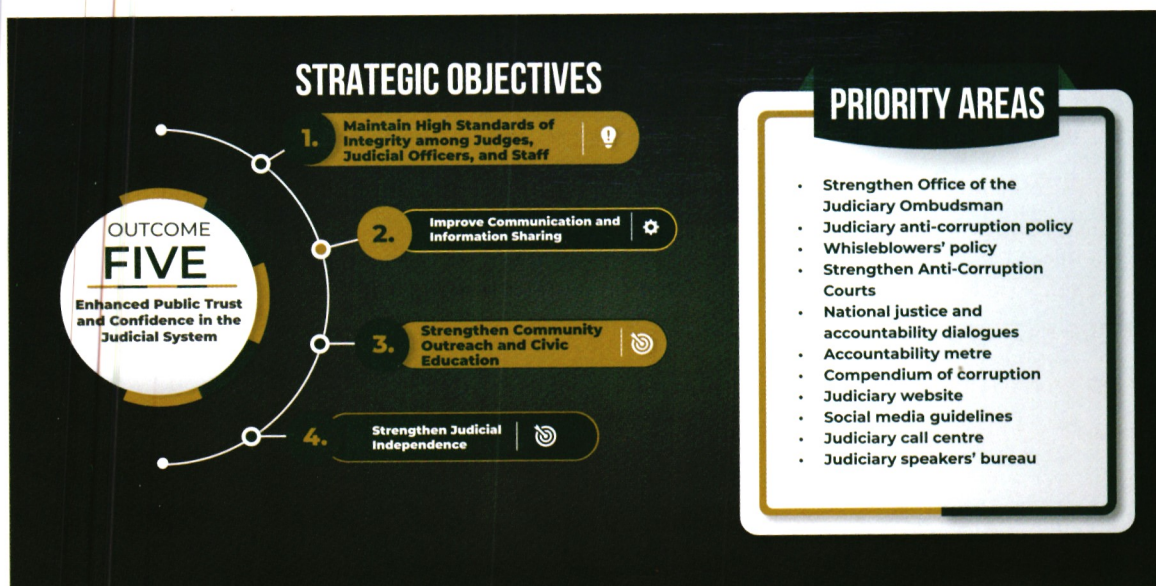 STRATEGIC OBJECTIVES
OUTCOME
FIVE
Enhanced Public Trust
and Confidence in the
Judicial System
1.
Maintain High Standards of
Integrity among Judges,
Judicial Officers, and Staff
2.
Improve Communication and
Information Sharing
3.
Strengthen Community
Outreach and Civic
Education
4.
Strengthen Judicial
Independence
PRIORITY AREAS
• Strengthen Office of the
Judiciary Ombudsman
• Judiciary anti-corruption policy
• Whisleblowers’ policy
• Strengthen Anti-Corruption
Courts
• National justice and
accountability dialogues
• Accountability metre
• Compendium of corruption
• Judiciary website
• Social media guidelines
• Judiciary call centre
• Judiciary speakers’ bureau